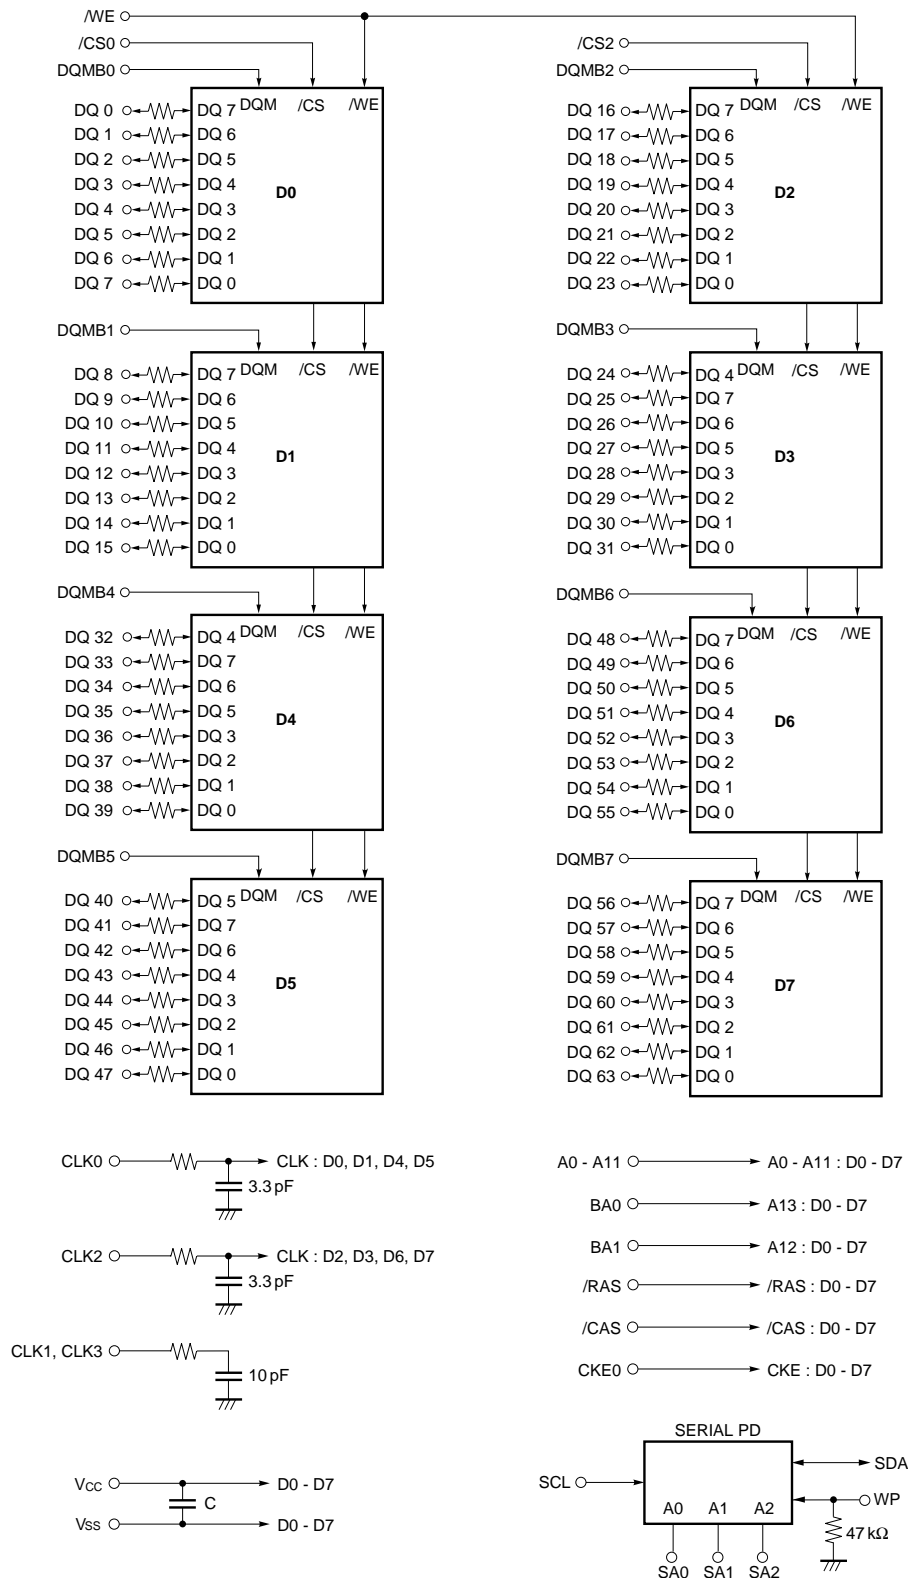 /WE
/CS0
DQMB0
DQM /CS /WE
DQ 0 DQ 7
DQ 1 DQ 6
DQ 2 DQ 5
DQ 3 DQ 4
D0
DQ 4 DQ 3
DQ 5 DQ 2
DQ 6 DQ 1
DQ 7 DQ 0
DQMB1
DQM /CS /WE
DQ 8 DQ 7
DQ 9 DQ 6
DQ 10 DQ 5
DQ 11 DQ 4
D1
DQ 12 DQ 3
DQ 13 DQ 2
DQ 14 DQ 1
DQ 15 DQ 0
DQMB4
DQM /CS /WE
DQ 32 DQ 4
DQ 33 DQ 7
DQ 34 DQ 6
DQ 35 DQ 5
D4
DQ 36 DQ 3
DQ 37 DQ 2
DQ 38 DQ 1
DQ 39 DQ 0
DQMB5
DQM /CS /WE
DQ 40 DQ 5
DQ 41 DQ 7
DQ 42 DQ 6
DQ 43 DQ 4
D5
DQ 44 DQ 3
DQ 45 DQ 2
DQ 46 DQ 1
DQ 47 DQ 0
/CS2
DQMB2
DQM /CS /WE
DQ 16 DQ 7
DQ 17 DQ 6
DQ 18 DQ 5
DQ 19 DQ 4
D2
DQ 20 DQ 3
DQ 21 DQ 2
DQ 22 DQ 1
DQ 23 DQ 0
DQMB3
DQM /CS /WE
DQ 24 DQ 4
DQ 25 DQ 7
DQ 26 DQ 6
DQ 27 DQ 5
D3
DQ 28 DQ 3
DQ 29 DQ 2
DQ 30 DQ 1
DQ 31 DQ 0
DQMB6
DQM /CS /WE
DQ 48 DQ 7
DQ 49 DQ 6
DQ 50 DQ 5
DQ 51 DQ 4
D6
DQ 52 DQ 3
DQ 53 DQ 2
DQ 54 DQ 1
DQ 55 DQ 0
DQMB7
DQM /CS /WE
DQ 56 DQ 7
DQ 57 DQ 6
DQ 58 DQ 5
DQ 59 DQ 4
D7
DQ 60 DQ 3
DQ 61 DQ 2
DQ 62 DQ 1
DQ 63 DQ 0
CLK0 CLK : D0, D1, D4, D5
3.3 pF
CLK2 CLK : D2, D3, D6, D7
3.3 pF
CLK1, CLK3
10 pF
VCC D0 - D7
C
VSS D0 - D7
A0 - A11 A0 - A11 : D0 - D7
BA0 A13 : D0 - D7
BA1 A12 : D0 - D7
/RAS /RAS : D0 - D7
/CAS /CAS : D0 - D7
CKE0 CKE : D0 - D7
SERIAL PD
SDA
SCL
WP
A0 A1 A2
47 kΩ
SA0 SA1 SA2